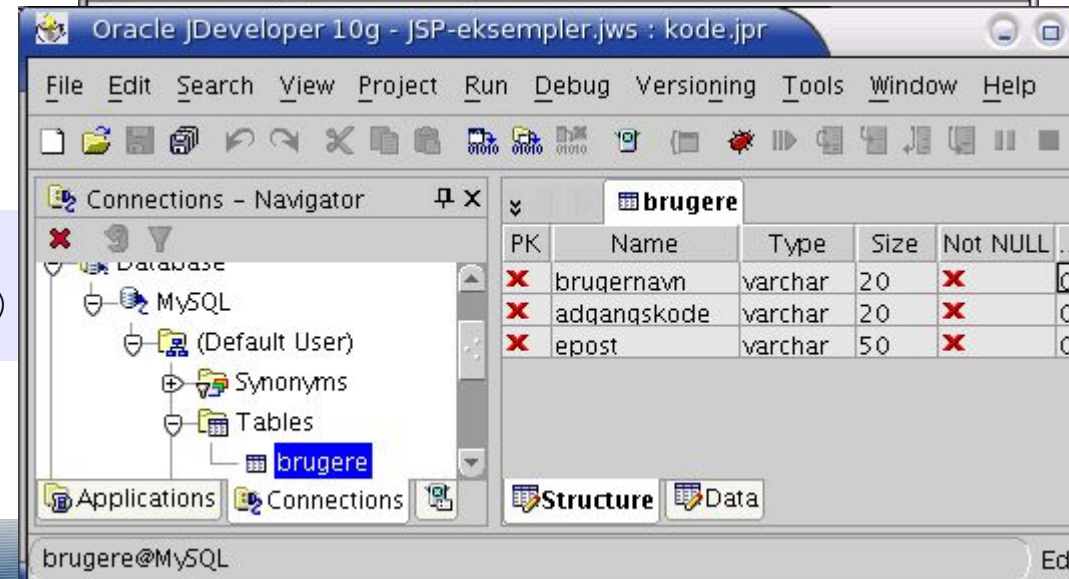 Oracle JDeveloper 10g - JSP-eksempler.jws : kode.jpr
File Edit Search View Project Run Debug Versioning Tools Window Help
Connections - Navigator
Database
MySQL
(Default User)
Synonyms
Tables
brugere
Applications Connections
brugere
PK Name Type Size Not NULL ...
brugernavn varchar 20
adgangskode varchar 20
epost varchar 50
Structure Data
brugere@MySQL
)